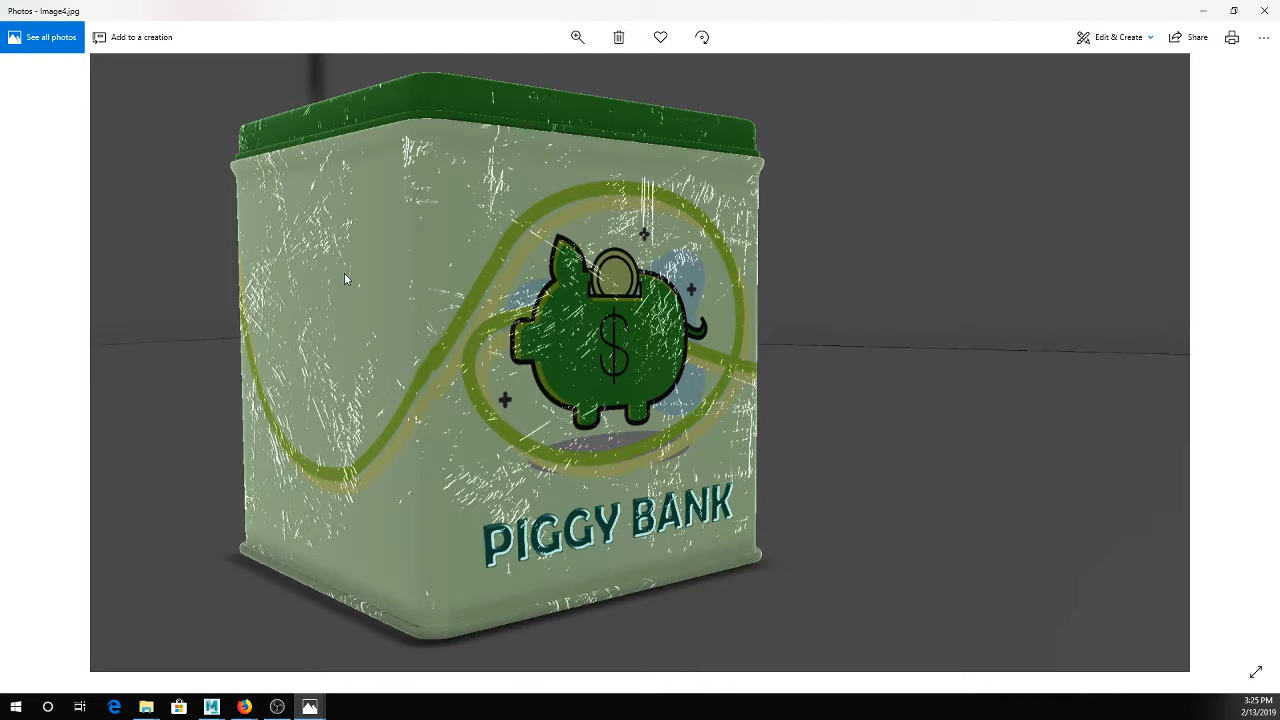 Photos - Image4.jpg
See all photos
Add to a creation
Edit & Create
Share
$
PIGGY BANK
3:25 PM
2/13/2019